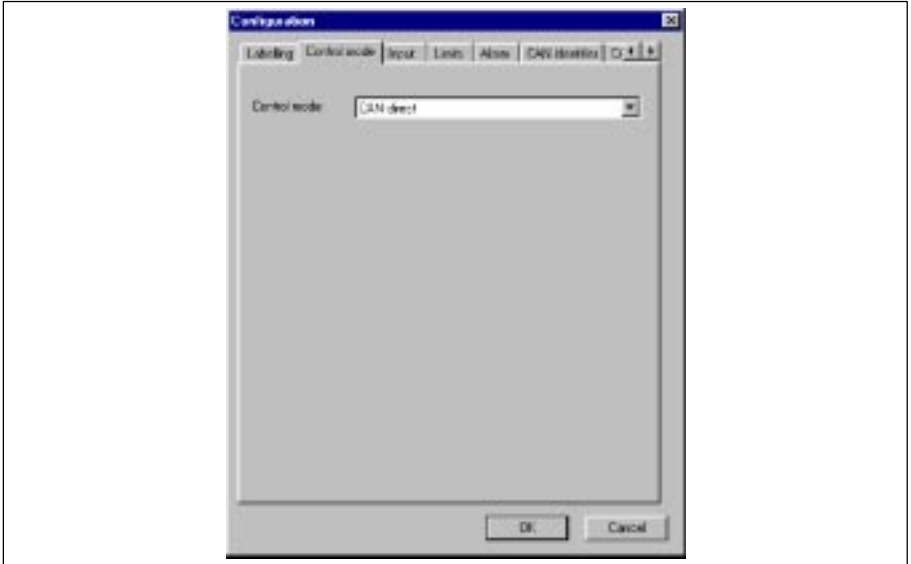 Configuration
Labelling Control mode Input Limits Alarm CAN identifier
Control mode CAN direct
OK Cancel